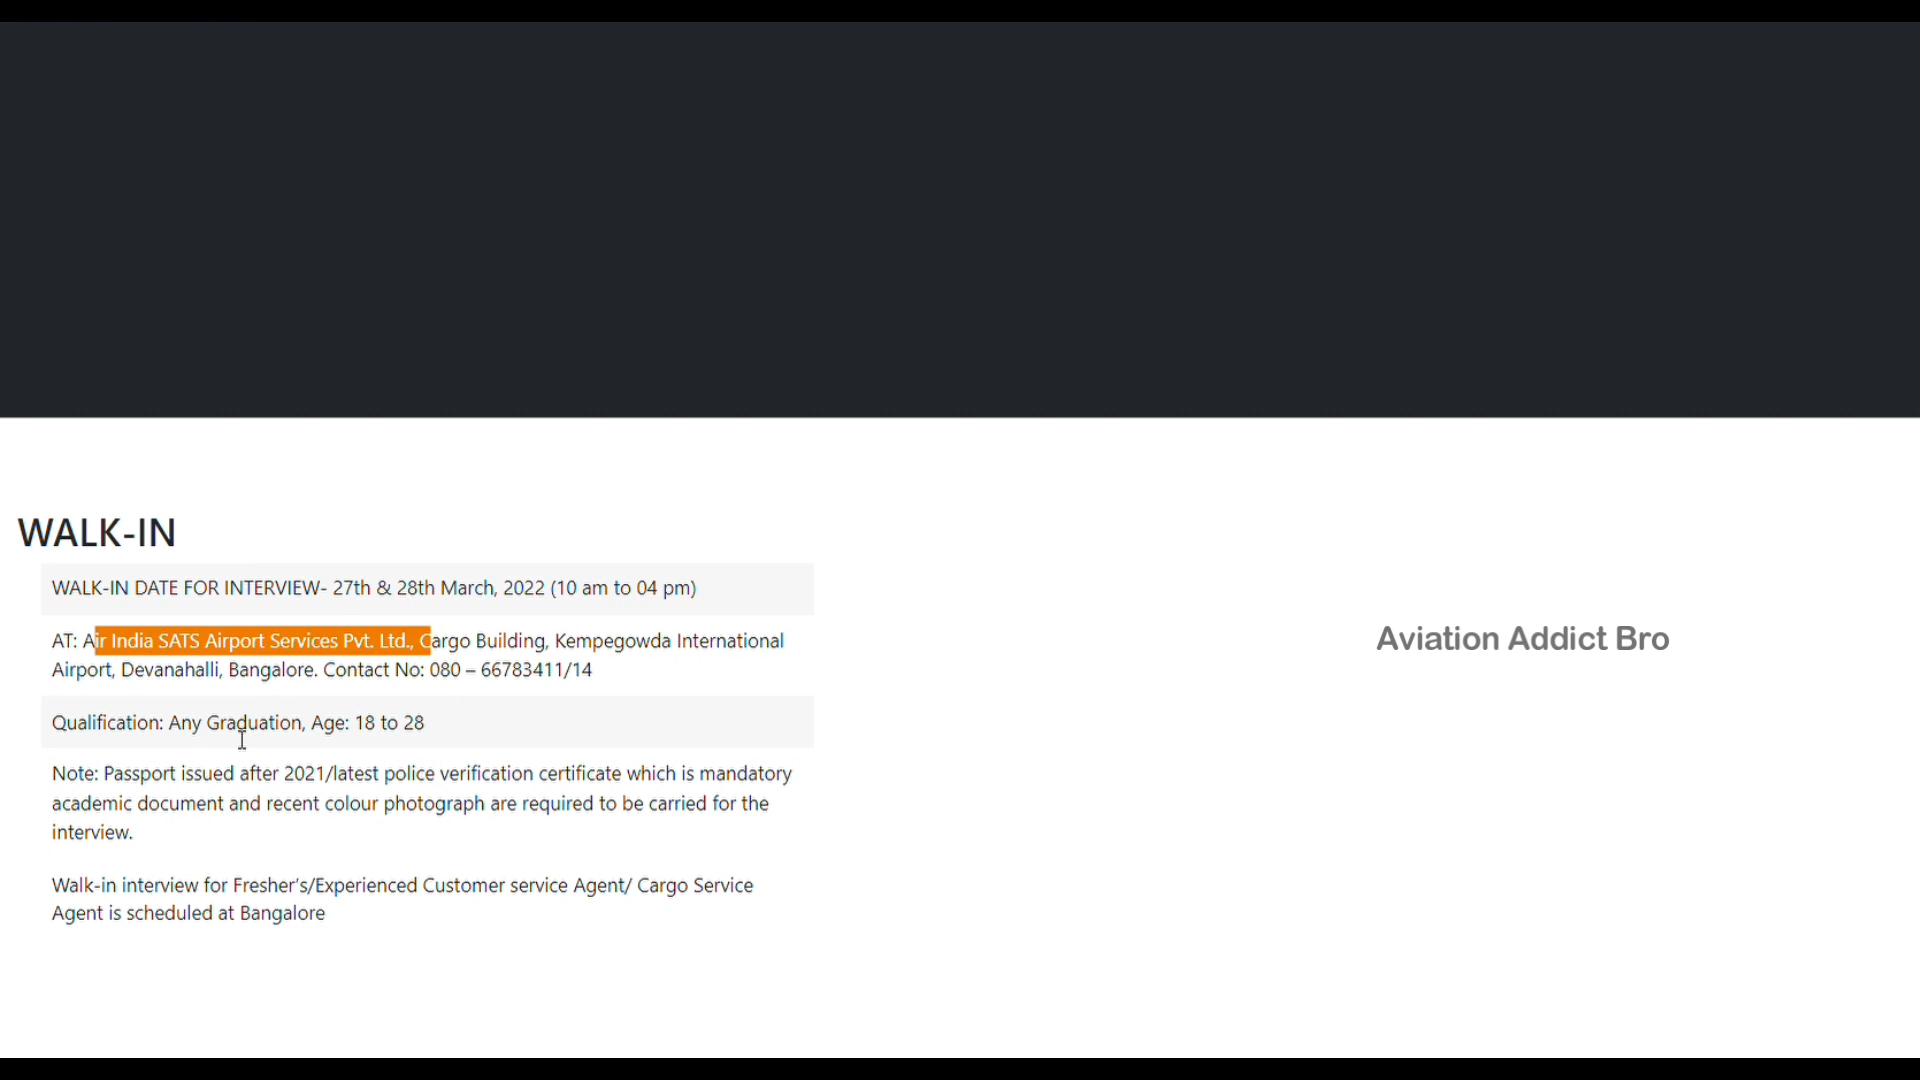 WALK-IN
WALK-IN DATE FOR INTERVIEW- 27th & 28th March, 2022 (10 am to 04 pm)
AT: Air India SATS Airport Services Pvt. Ltd., Cargo Building, Kempegowda International
Airport, Devanahalli, Bangalore. Contact No: 080 – 66783411/14
Qualification: Any Graduation, Age: 18 to 28
Note: Passport issued after 2021/latest police verification certificate which is mandatory
academic document and recent colour photograph are required to be carried for the
interview.
Walk-in interview for Fresher’s/Experienced Customer service Agent/ Cargo Service
Agent is scheduled at Bangalore
Aviation Addict Bro